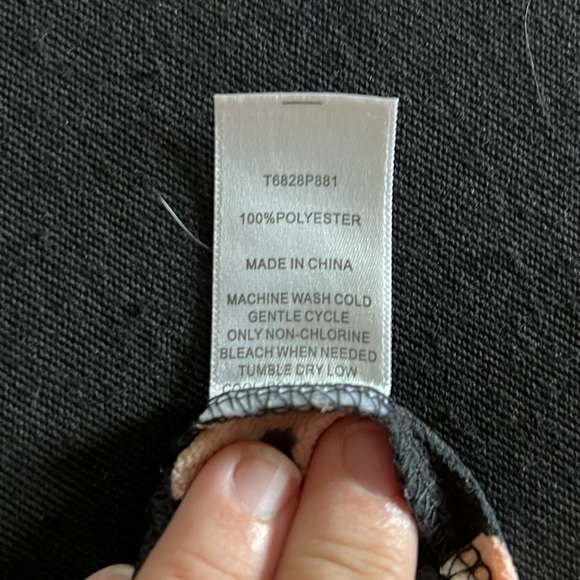 T6828P881
100%POLYESTER
MADE IN CHINA
MACHINE WASH COLD
GENTLE CYCLE
ONLY NON-CHLORINE
BLEACH WHEN NEEDED
TUMBLE DRY LOW